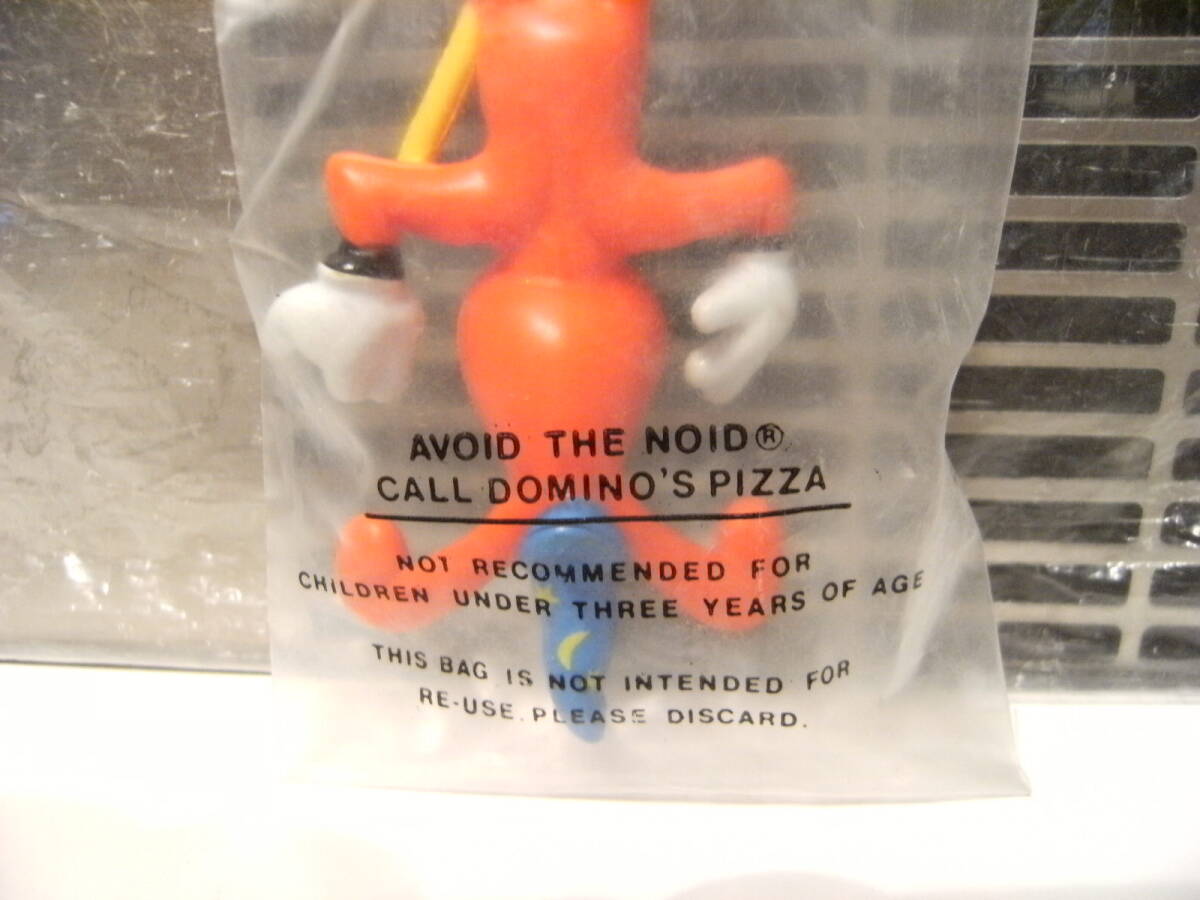 AVOID THE NOID®
CALL DOMINO'S PIZZA
NOT RECOMMENDED FOR
CHILDREN UNDER THREE YEARS OF AGE
THIS BAG IS NOT INTENDED FOR
RE-USE. PLEASE DISCARD.